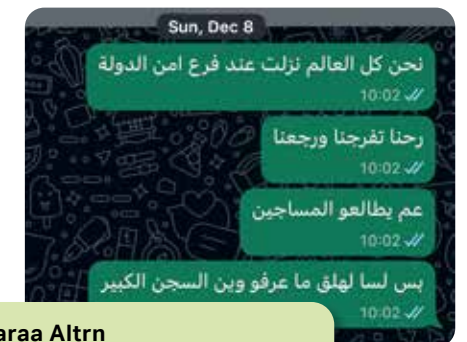 Sun, Dec 8
نحن كل العالم نزلت عند فرع امن الدولة
10:02
رحنا تفرجنا ورجعنا
10:02
عم يطالعو المساجين
10:02
بس لسا لهلق ما عرفو وين السجن الكبير
10:02
araa Altrn